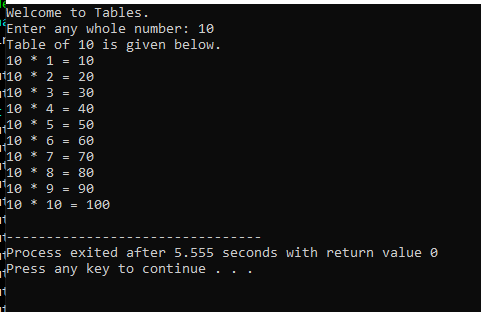 Welcome to Tables.
Enter any whole number: 10
Table of 10 is given below.
10 * 1 = 10
10 * 2 = 20
10 * 3 = 30
10 * 4 = 40
10 * 5 = 50
10 * 6 = 60
10 * 7 = 70
10 * 8 = 80
10 * 9 = 90
10 * 10 = 100
--------------------------------
Process exited after 5.555 seconds with return value 0
Press any key to continue . . .